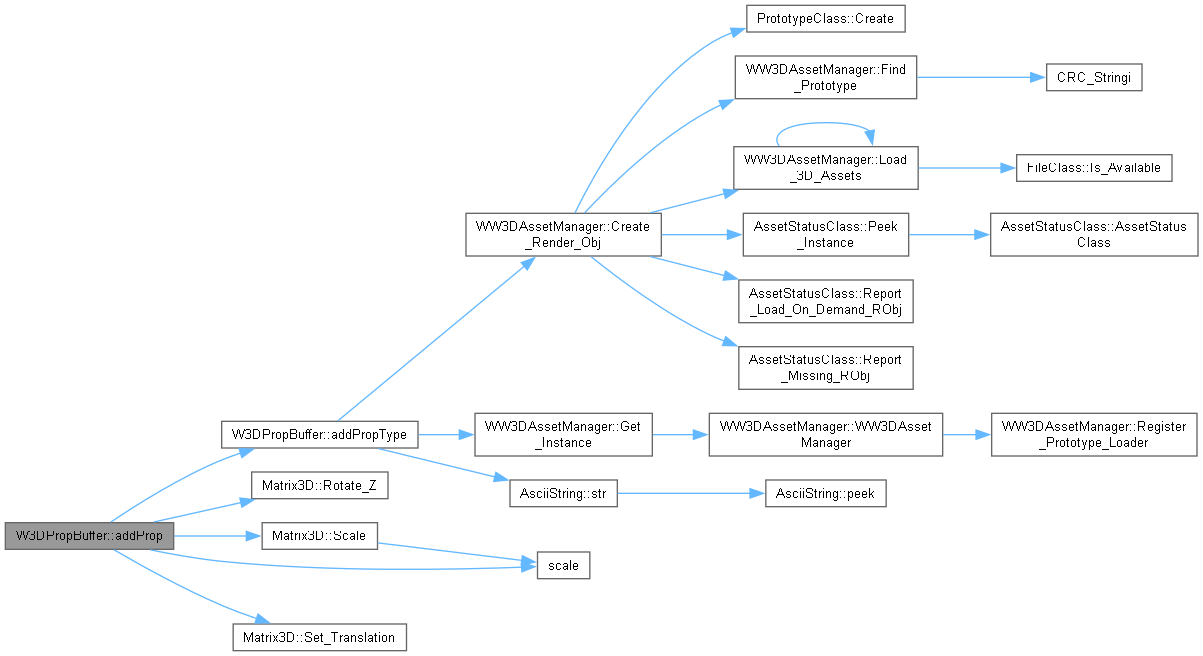 PrototypeClass::Create
WW3DAssetManager::Find
_Prototype
CRC_Stringi
WW3DAssetManager::Load
_3D_Assets
FileClass::Is_Available
WW3DAssetManager::Create
_Render_Obj
AssetStatusClass::Peek
_Instance
AssetStatusClass::AssetStatus
Class
AssetStatusClass::Report
_Load_On_Demand_RObj
AssetStatusClass::Report
_Missing_RObj
W3DPropBuffer::addPropType
WW3DAssetManager::Get
_Instance
WW3DAssetManager::WW3DAsset
Manager
WW3DAssetManager::Register
_Prototype_Loader
Matrix3D::Rotate_Z
AsciiString::str
AsciiString::peek
W3DPropBuffer::addProp
Matrix3D::Scale
scale
Matrix3D::Set_Translation